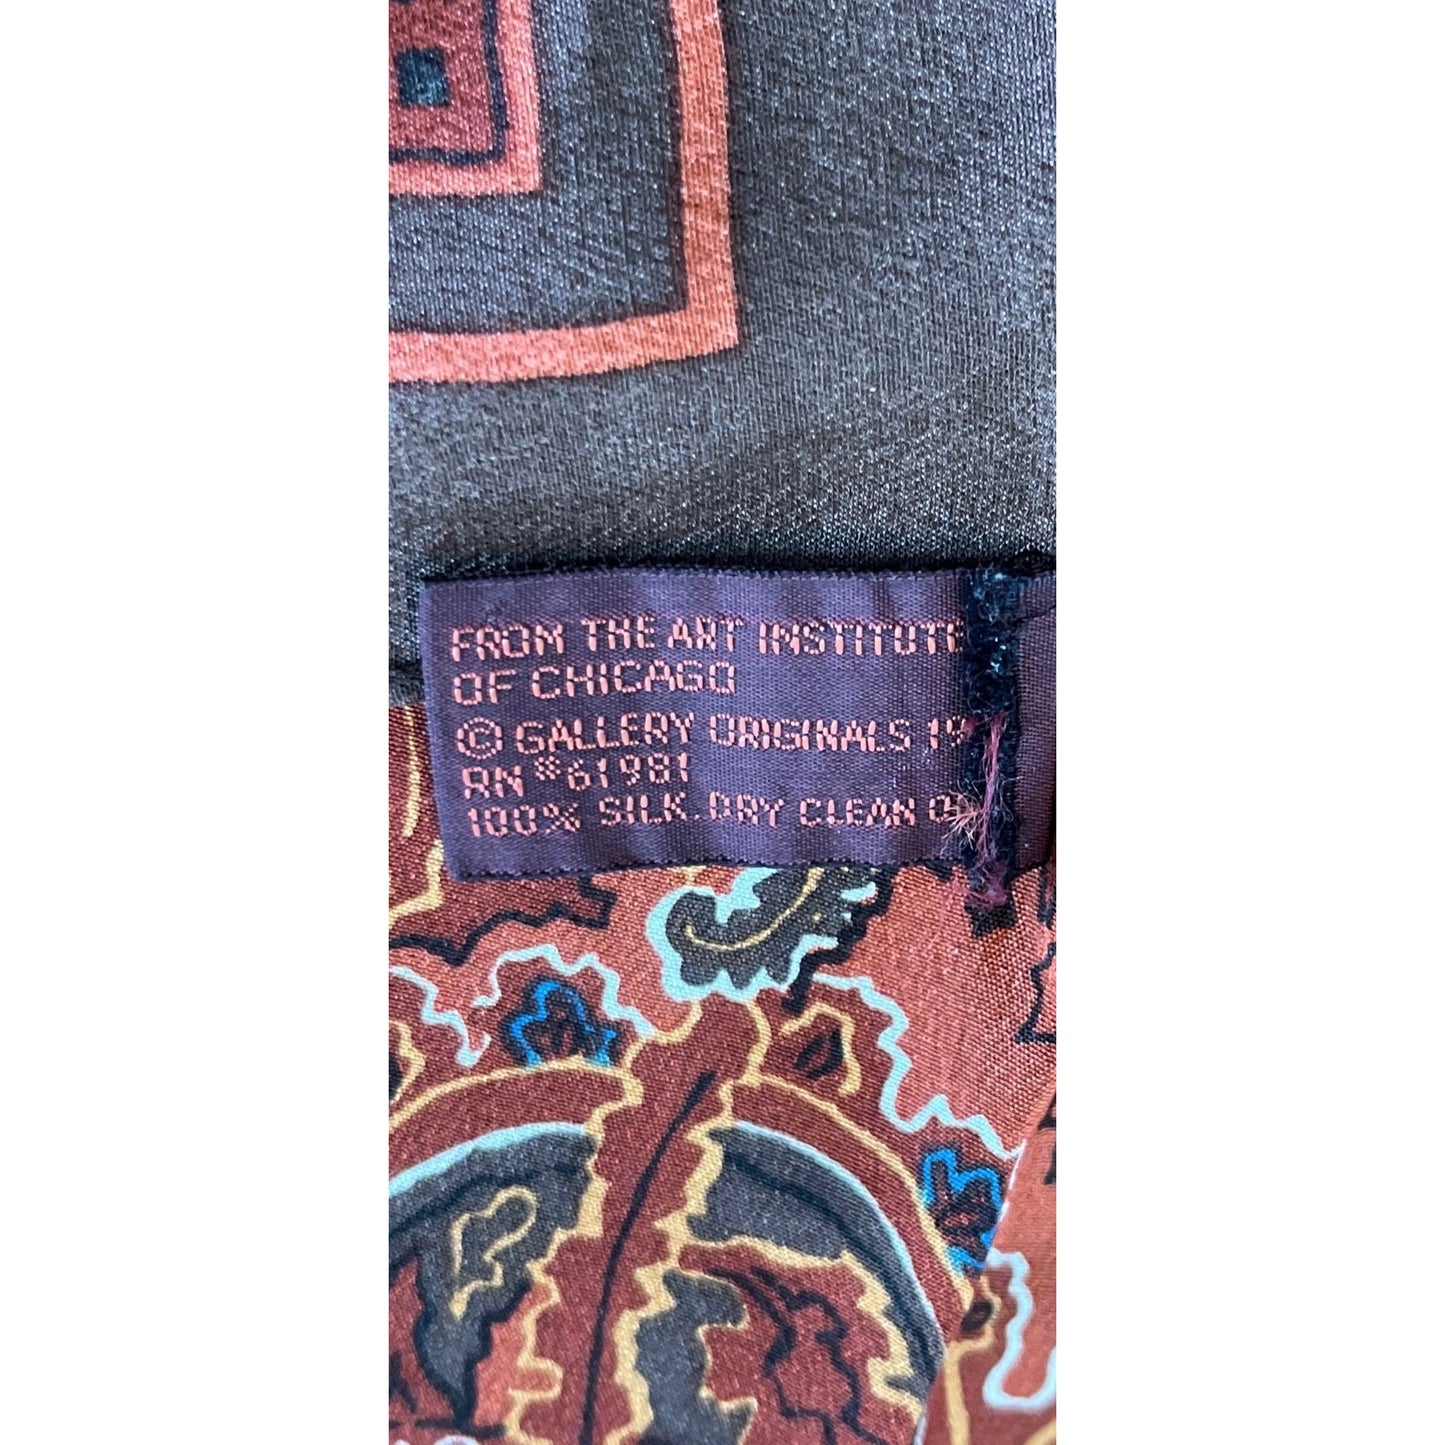 FROM THE ART INSTITUTE
OF CHICAGO
© GALLERY ORIGINALS 19
RN #61981
100% SILK. DRY CLEAN O